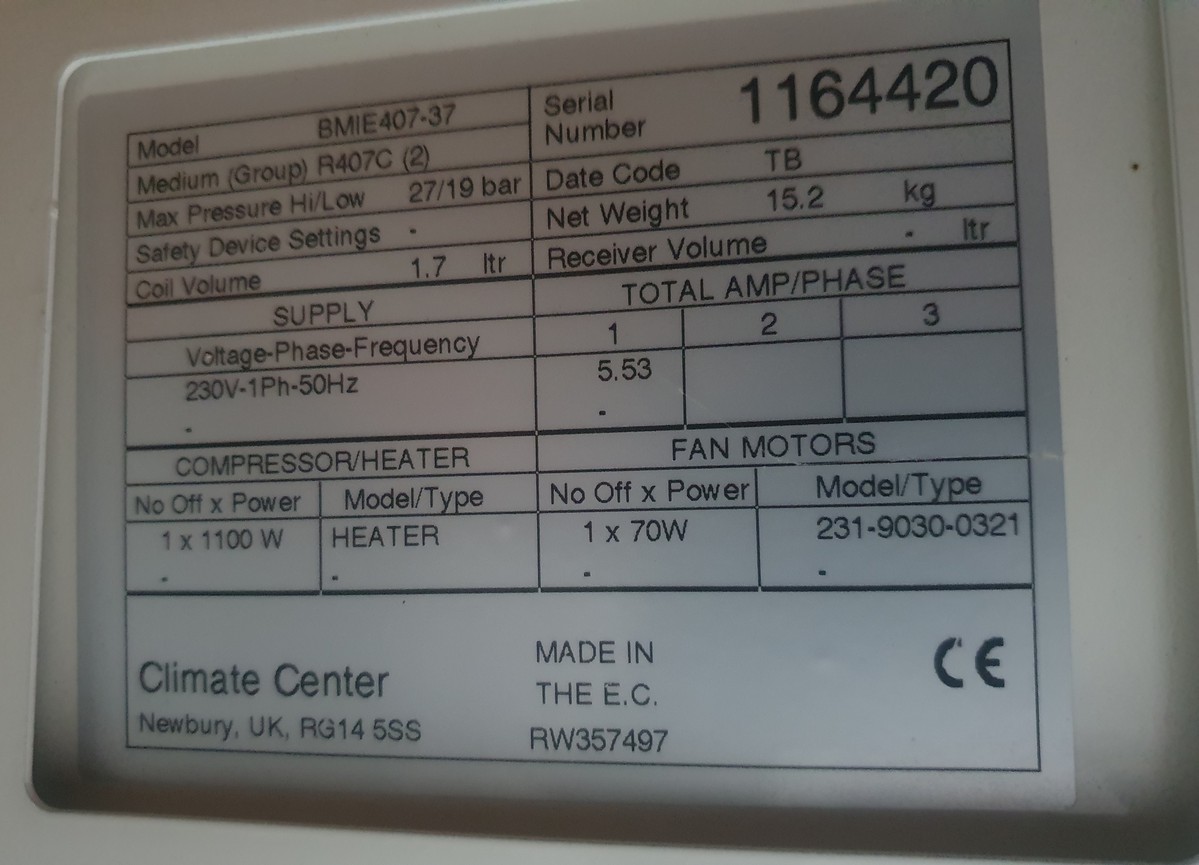 Model BMIE407-37
Medium (Group) R407C (2)
Max Pressure Hi/Low 27/19 bar
Safety Device Settings -
Coil Volume 1.7 ltr
Serial Number 1164420
Date Code TB
Net Weight 15.2 kg
Receiver Volume - ltr
SUPPLY
Voltage-Phase-Frequency
230V-1Ph-50Hz
-
TOTAL AMP/PHASE
1 2 3
5.53
-
COMPRESSOR/HEATER
No Off x Power Model/Type
1 x 1100 W HEATER
- -
FAN MOTORS
No Off x Power Model/Type
1 x 70W 231-9030-0321
- -
Climate Center
Newbury, UK, RG14 5SS
MADE IN
THE E.C.
RW357497
CE